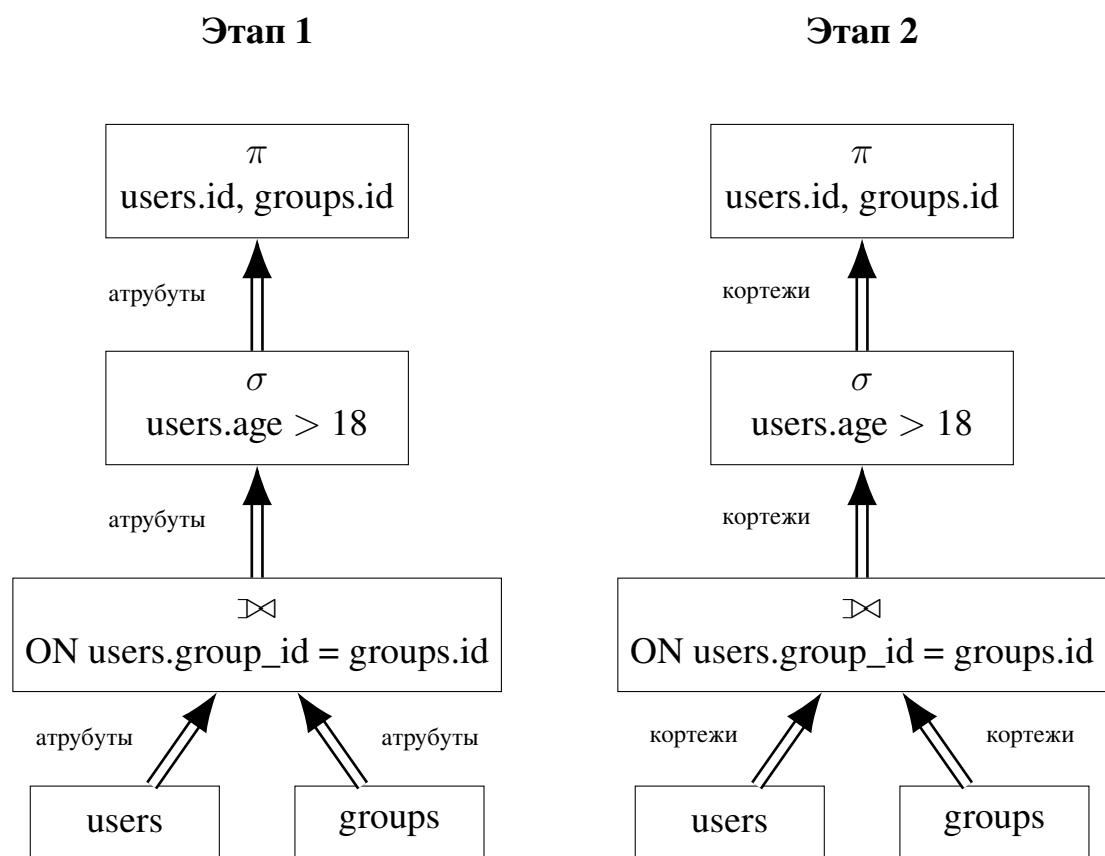 Этап 1
Этап 2
π
users.id, groups.id
π
users.id, groups.id
атрубуты
кортежи
σ
users.age > 18
σ
users.age > 18
атрубуты
кортежи
⟕
ON users.group_id = groups.id
⟕
ON users.group_id = groups.id
атрубуты
атрубуты
кортежи
кортежи
users
groups
users
groups